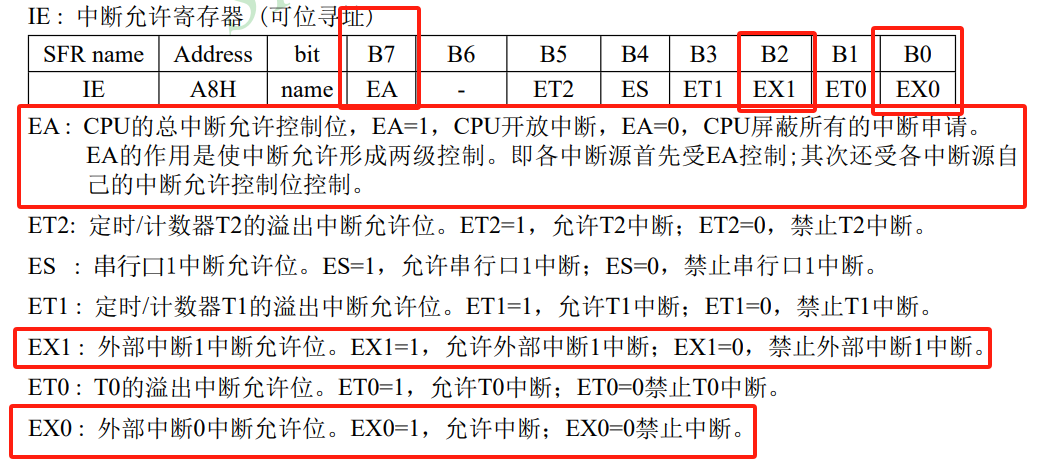 IE : 中断允许寄存器 (可位寻址)
SFR name Address bit B7 B6 B5 B4 B3 B2 B1 B0
IE A8H name EA - ET2 ES ET1 EX1 ET0 EX0
EA : CPU的总中断允许控制位，EA=1，CPU开放中断，EA=0，CPU屏蔽所有的中断申请。
EA的作用是使中断允许形成两级控制。即各中断源首先受EA控制;其次还受各中断源自
己的中断允许控制位控制。
ET2: 定时/计数器T2的溢出中断允许位。ET2=1，允许T2中断；ET2=0，禁止T2中断。
ES : 串行口1中断允许位。ES=1，允许串行口1中断；ES=0，禁止串行口1中断。
ET1 : 定时/计数器T1的溢出中断允许位。ET1=1，允许T1中断；ET1=0，禁止T1中断。
EX1 : 外部中断1中断允许位。EX1=1，允许外部中断1中断；EX1=0，禁止外部中断1中断。
ET0 : T0的溢出中断允许位。ET0=1，允许T0中断；ET0=0禁止T0中断。
EX0 : 外部中断0中断允许位。EX0=1，允许中断；EX0=0禁止中断。